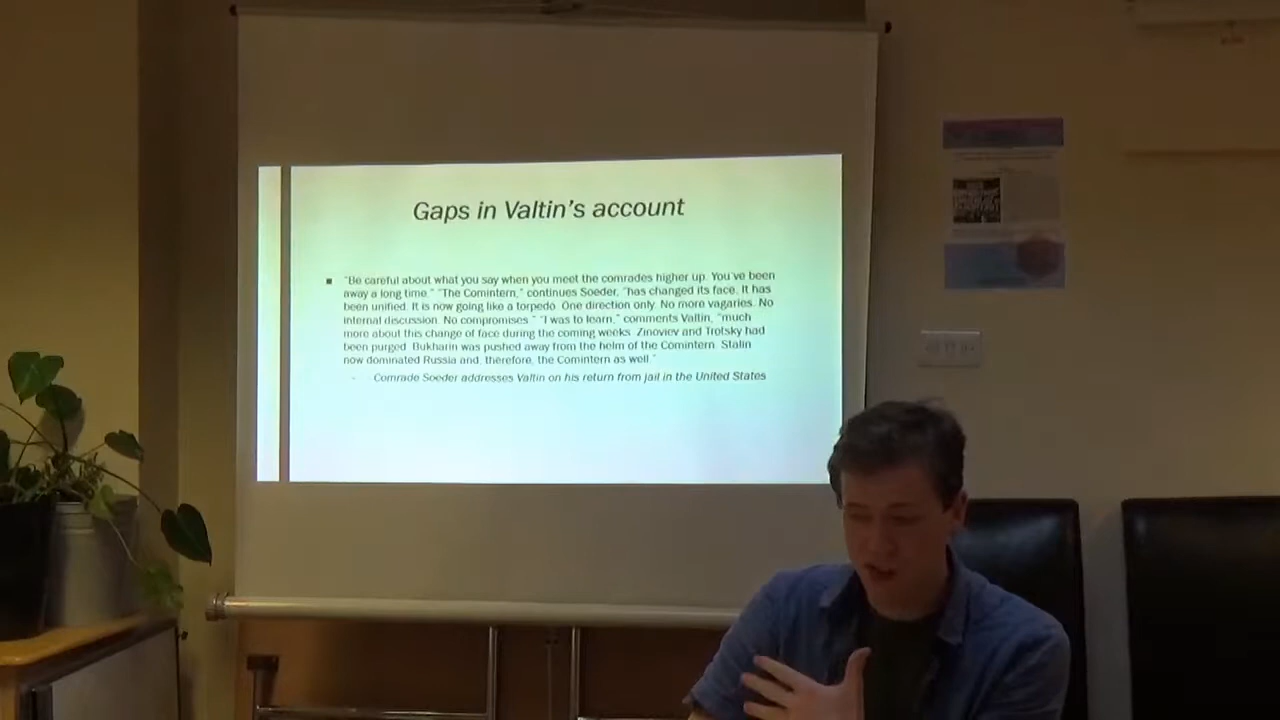 Gaps in Valtin's account
"Be careful about what you say when you meet the comrades higher up. You've been
away a long time." "The Comintern," continues Soeder, "has changed its face. It has
been unified. It is now going like a torpedo. One direction only. No more vagaries. No
internal discussion. No compromises." "I was to learn," comments Valtin, "much
more about this change of face during the coming weeks. Zinoviev and Trotsky had
been purged. Bukharin was pushed away from the helm of the Comintern. Stalin
now dominated Russia and, therefore, the Comintern as well."
- Comrade Soeder addresses Valtin on his return from jail in the United States